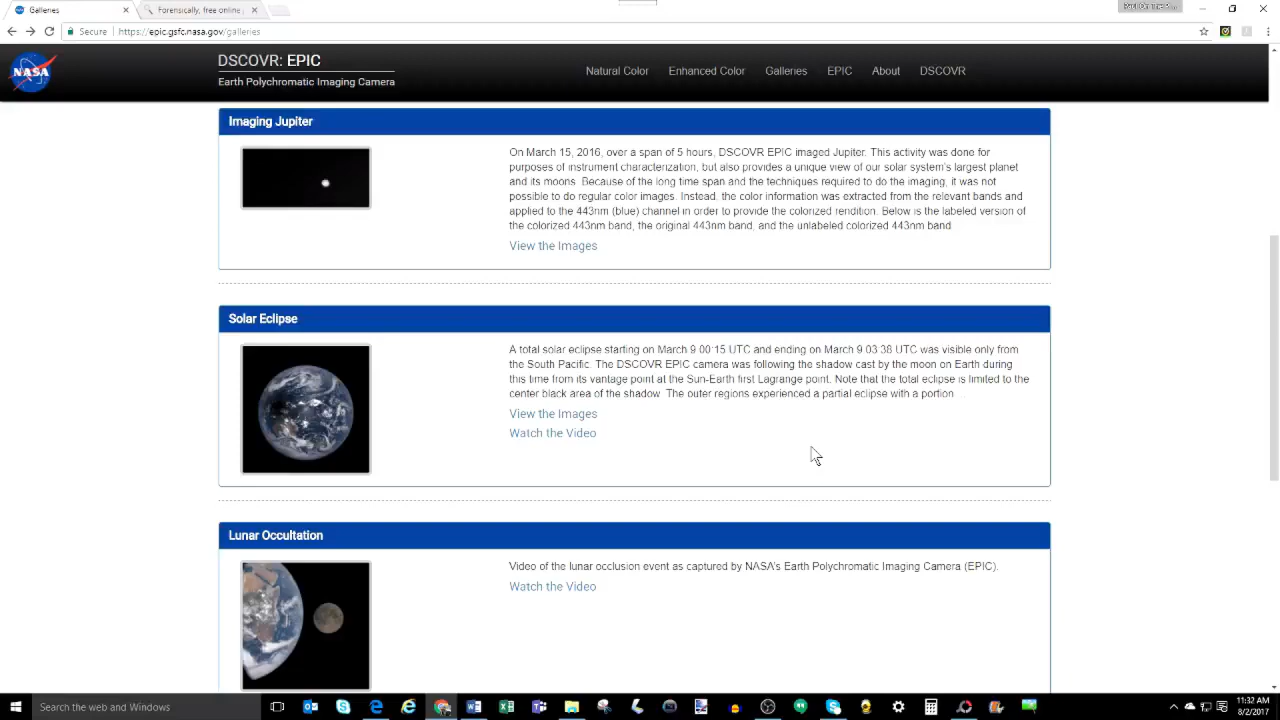 Galleries
Forensically, free online
Secure https://epic.gsfc.nasa.gov/galleries
NASA
DSCOVR: EPIC
Earth Polychromatic Imaging Camera
Natural Color Enhanced Color Galleries EPIC About DSCOVR
Imaging Jupiter
On March 15, 2016, over a span of 5 hours, DSCOVR EPIC imaged Jupiter. This activity was done for
purposes of instrument characterization, but also provides a unique view of our solar system's largest planet
and its moons. Because of the long time span and the techniques required to do the imaging, it was not
possible to do regular color images. Instead, the color information was extracted from the relevant bands and
applied to the 443nm (blue) channel in order to provide the colorized rendition. Below is the labeled version of
the colorized 443nm band, the original 443nm band, and the unlabeled colorized 443nm band.
View the Images
Solar Eclipse
A total solar eclipse starting on March 9 00:15 UTC and ending on March 9 03:38 UTC was visible only from
the South Pacific. The DSCOVR EPIC camera was following the shadow cast by the moon on Earth during
this time from its vantage point at the Sun-Earth first Lagrange point. Note that the total eclipse is limited to the
center black area of the shadow. The outer regions experienced a partial eclipse with a portion ...
View the Images
Watch the Video
Lunar Occultation
Video of the lunar occlusion event as captured by NASA's Earth Polychromatic Imaging Camera (EPIC).
Watch the Video
Search the web and Windows
11:32 AM
8/2/2017